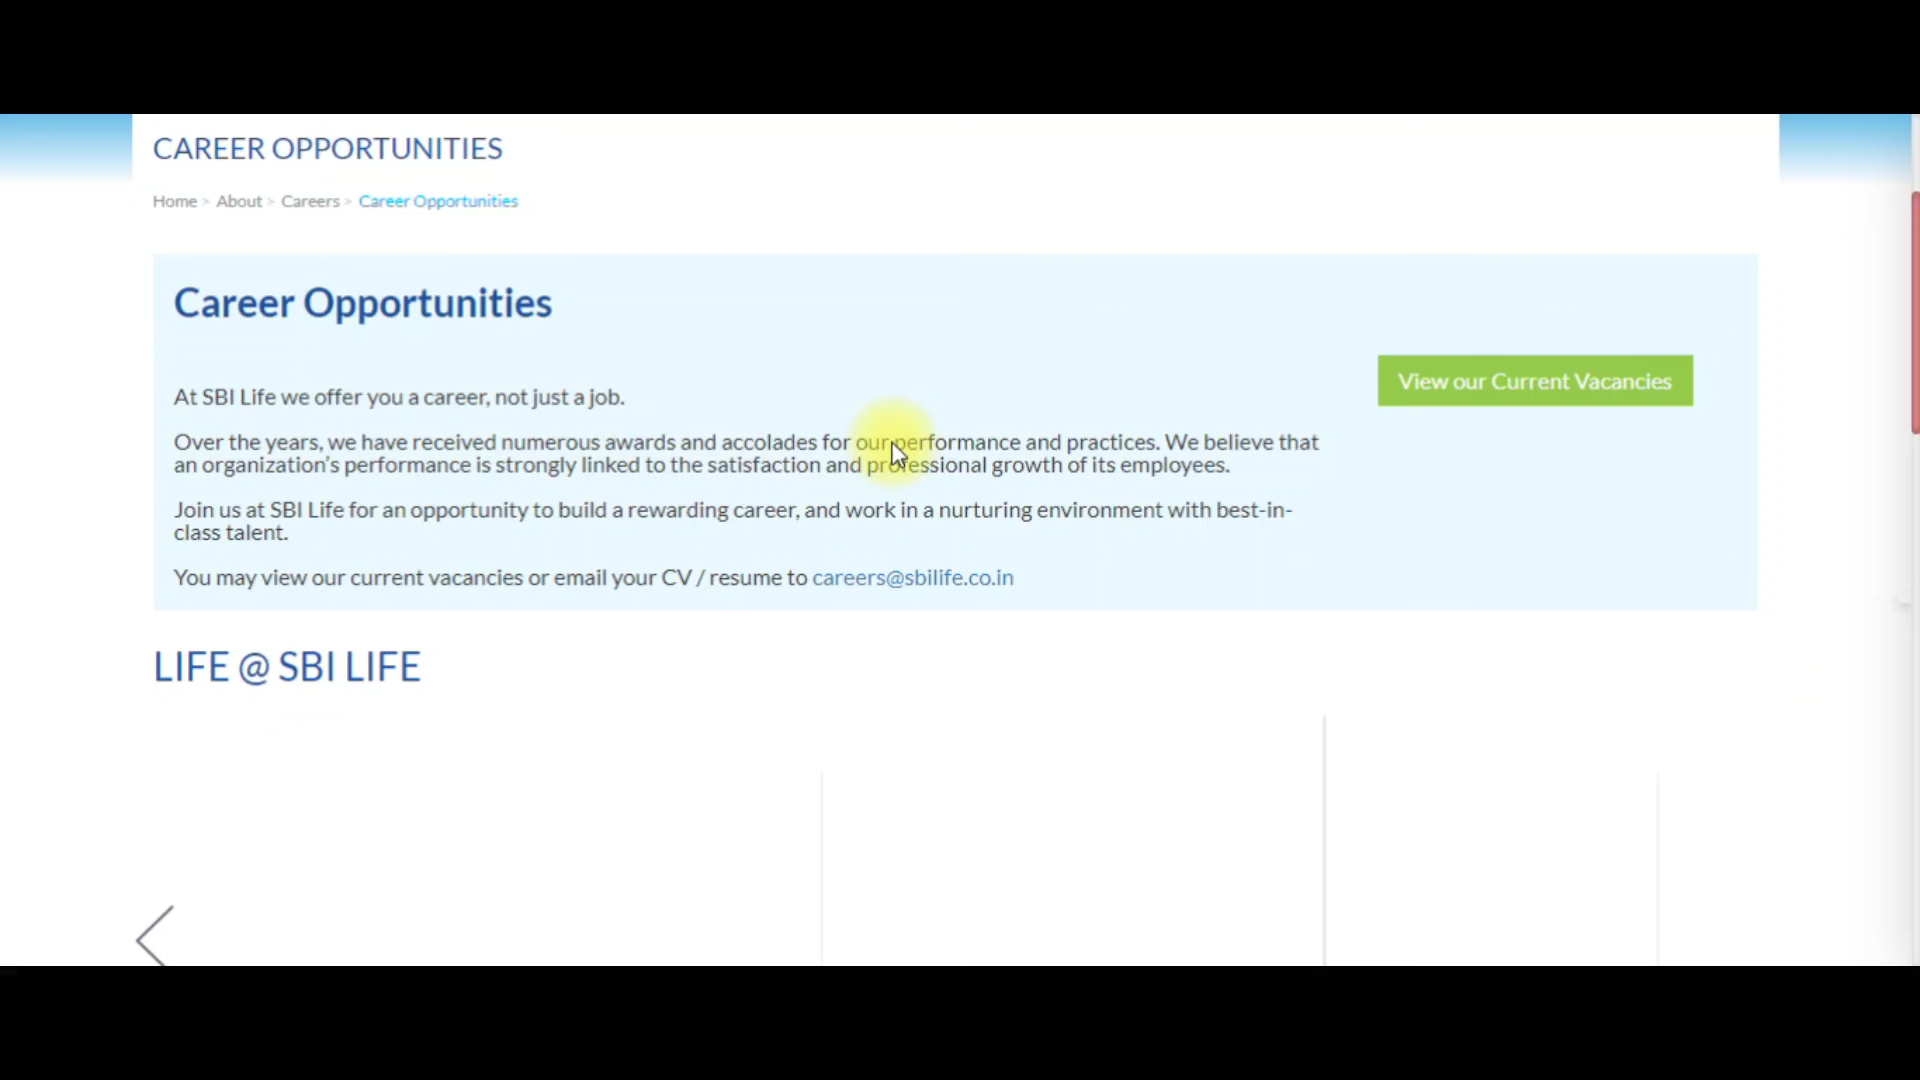 CAREER OPPORTUNITIES
Home > About > Careers > Career Opportunities
Career Opportunities
View our Current Vacancies
At SBI Life we offer you a career, not just a job.
Over the years, we have received numerous awards and accolades for our performance and practices. We believe that
an organization’s performance is strongly linked to the satisfaction and professional growth of its employees.
Join us at SBI Life for an opportunity to build a rewarding career, and work in a nurturing environment with best-in-
class talent.
You may view our current vacancies or email your CV / resume to careers@sbilife.co.in
LIFE @ SBI LIFE